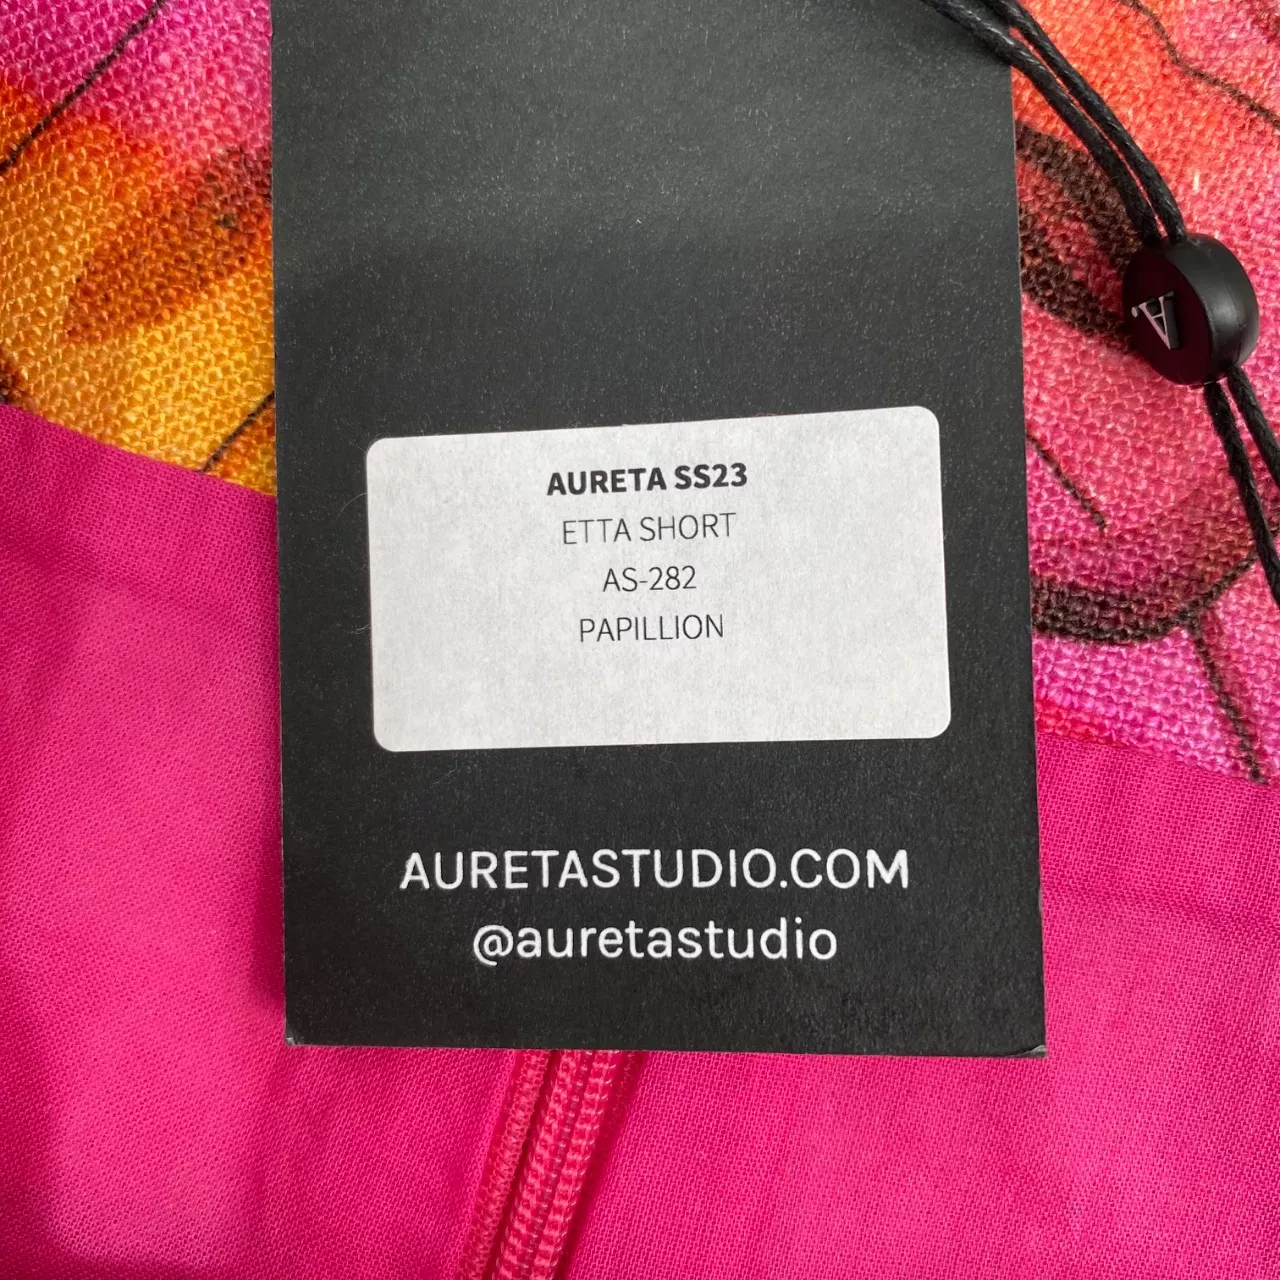 AURETA SS23
ETTA SHORT
AS-282
PAPILLION
AURETASTUDIO.COM
@auretastudio
A.